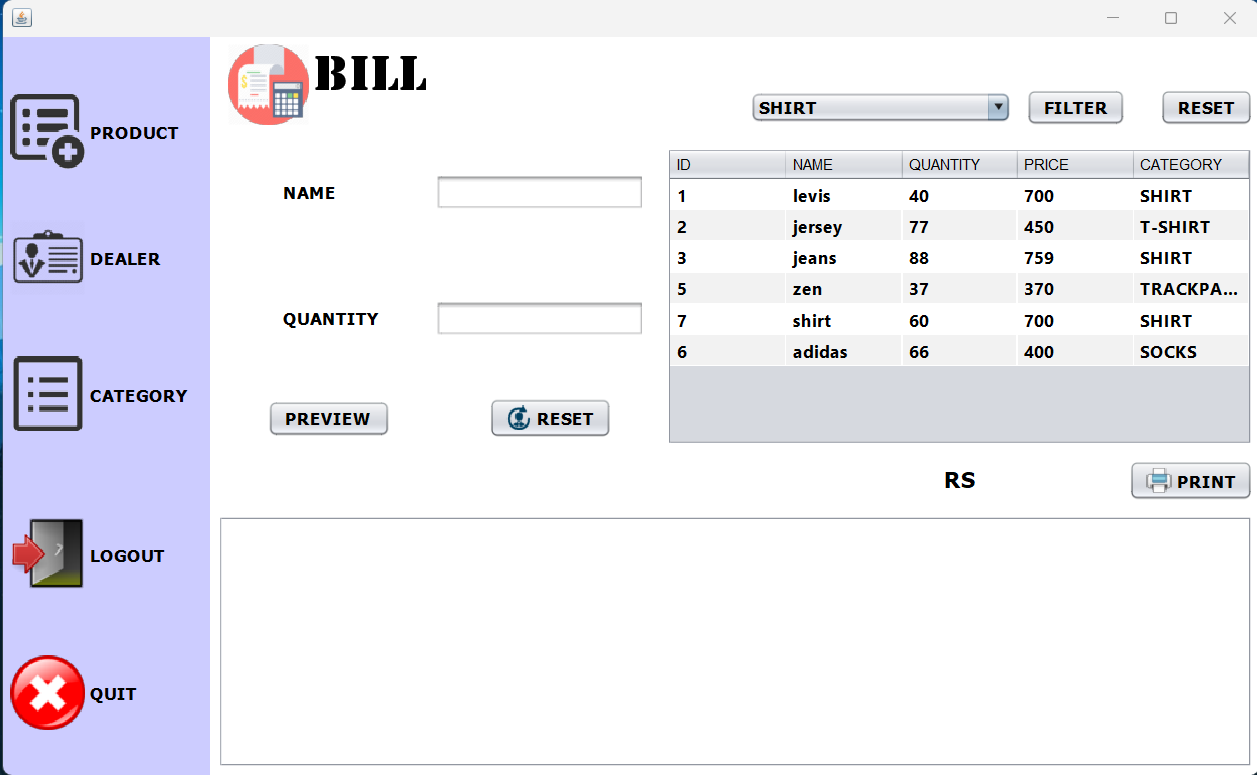 BILL
SHIRT FILTER RESET
PRODUCT
DEALER
CATEGORY
LOGOUT
QUIT
NAME
QUANTITY
PREVIEW RESET
ID NAME QUANTITY PRICE CATEGORY
1 levis 40 700 SHIRT
2 jersey 77 450 T-SHIRT
3 jeans 88 759 SHIRT
5 zen 37 370 TRACKPA...
7 shirt 60 700 SHIRT
6 adidas 66 400 SOCKS
RS PRINT